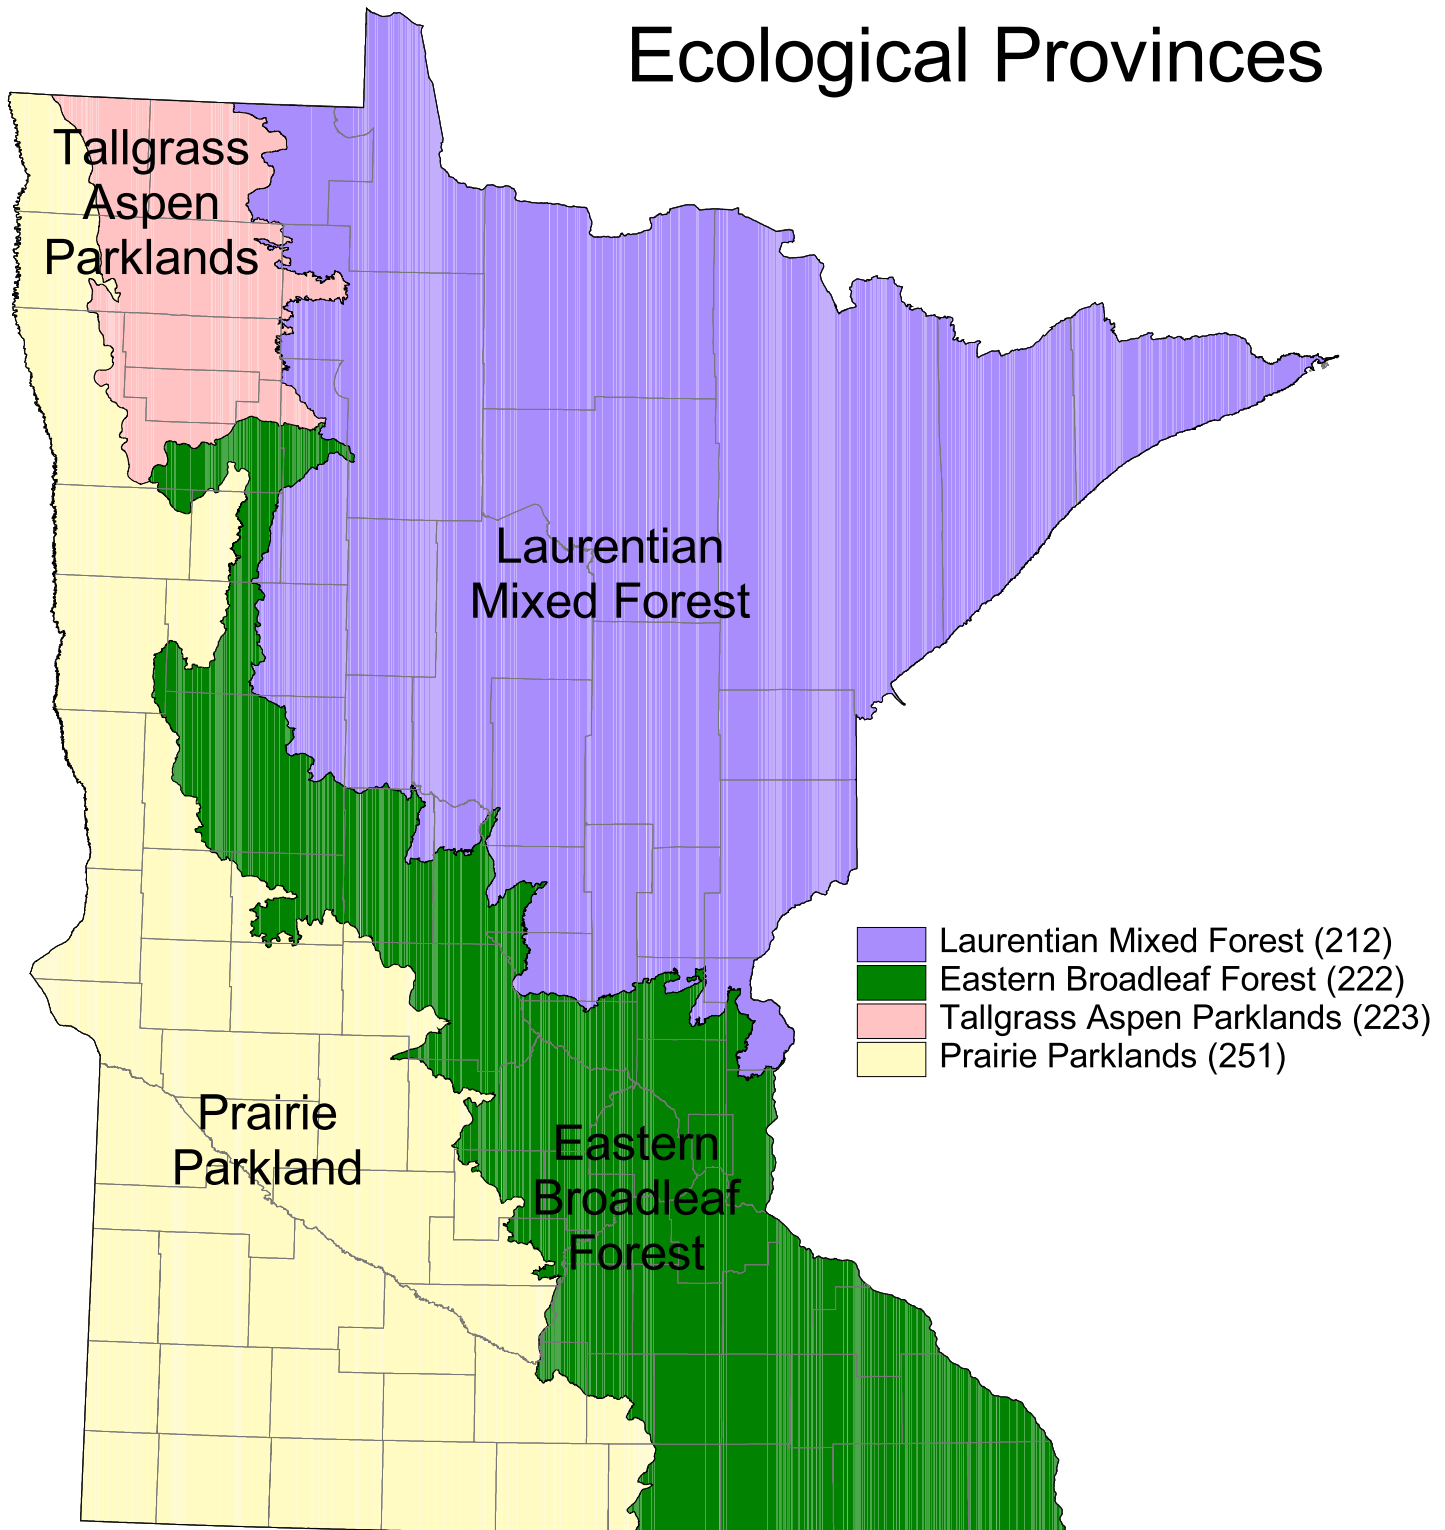 Ecological Provinces
Tallgrass
Aspen
Parklands
Laurentian
Mixed Forest
Laurentian Mixed Forest (212)
Eastern Broadleaf Forest (222)
Tallgrass Aspen Parklands (223)
Prairie Parklands (251)
Prairie
Parkland
Eastern
Broadleaf
Forest